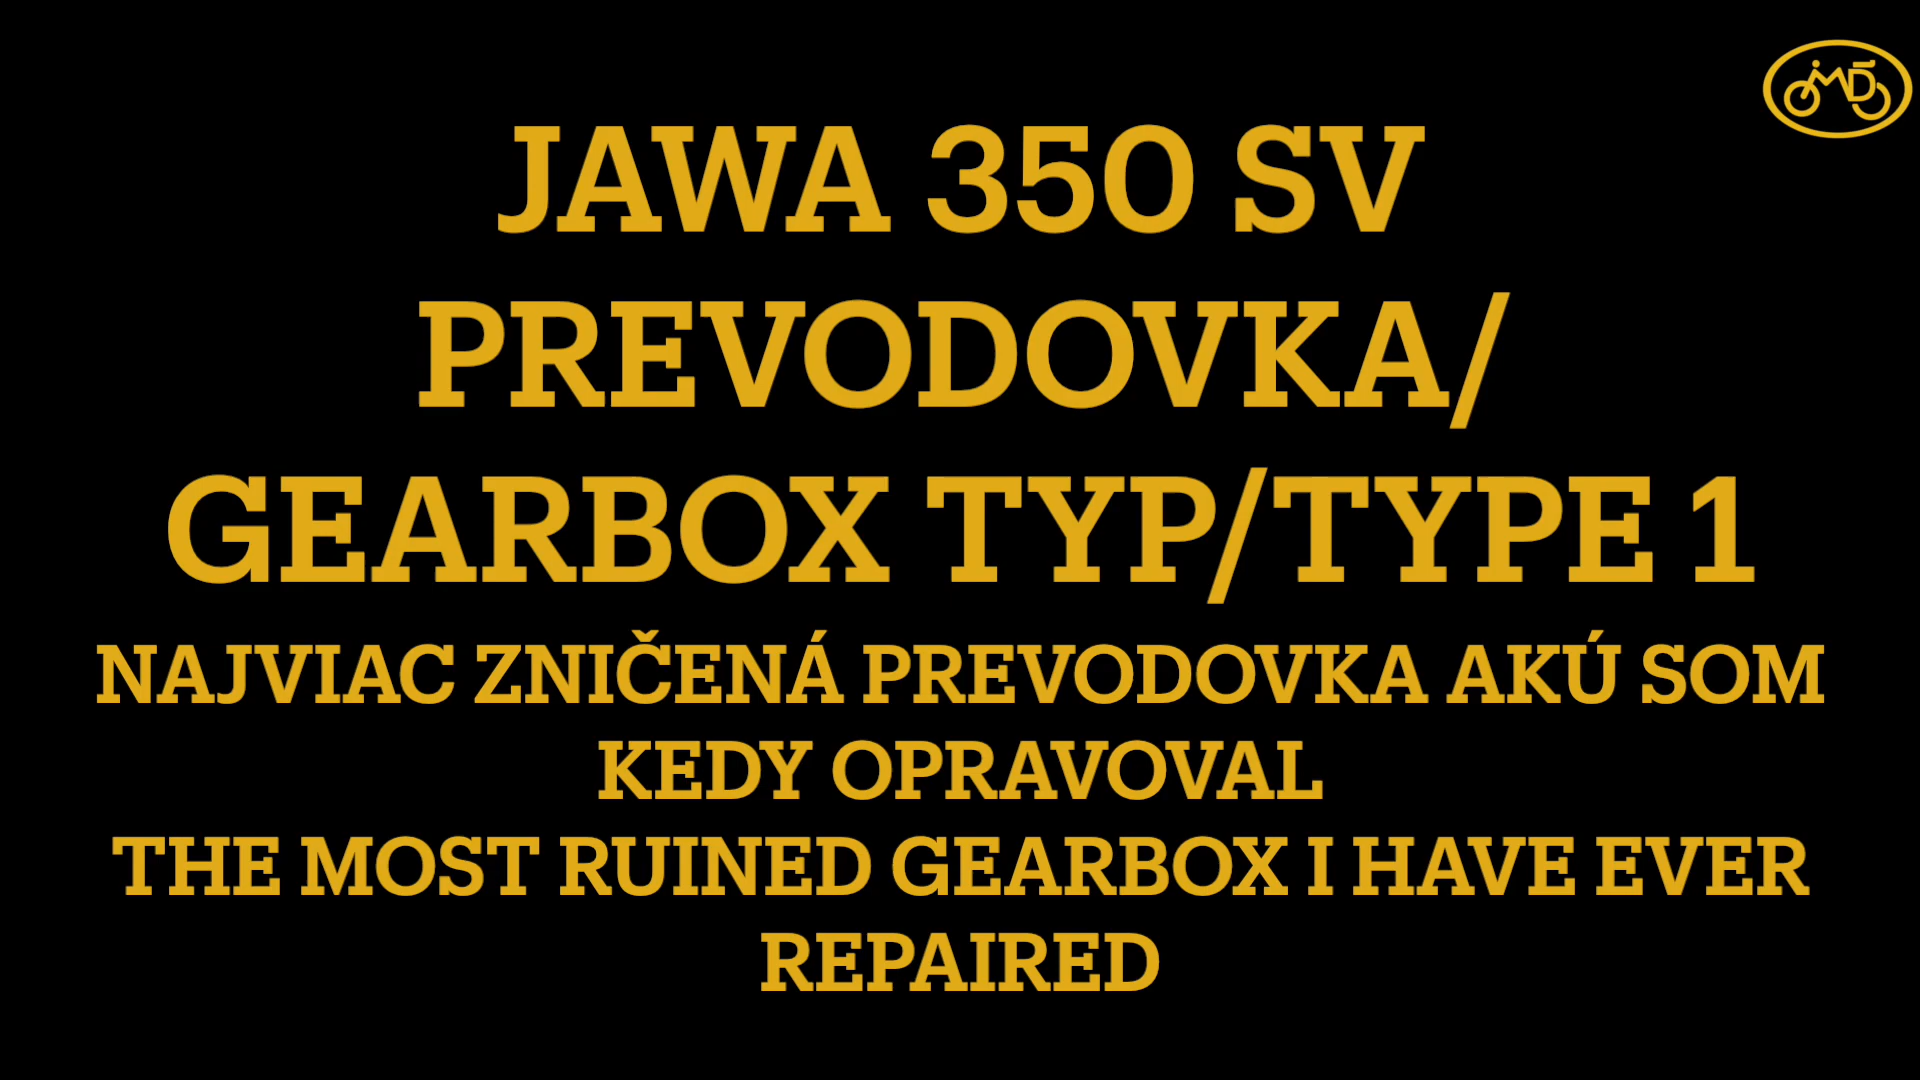 JAWA 350 SV
PREVODOVKA/
GEARBOX TYP/TYPE 1
NAJVIAC ZNIČENÁ PREVODOVKA AKÚ SOM
KEDY OPRAVOVAL
THE MOST RUINED GEARBOX I HAVE EVER
REPAIRED
MD